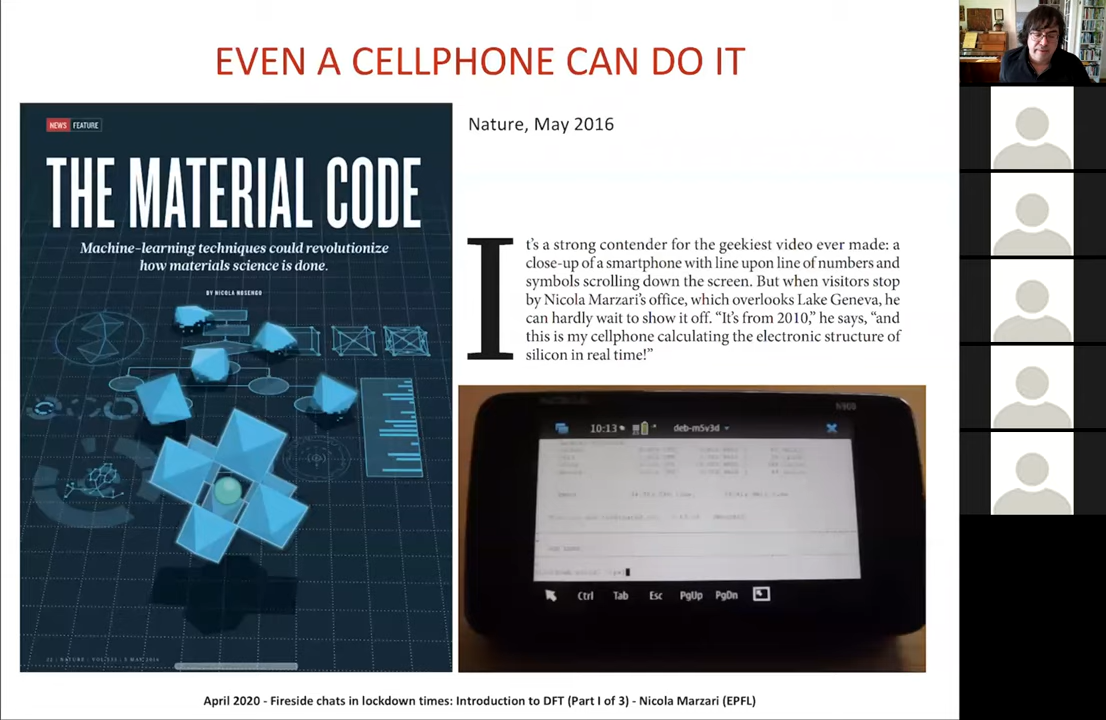 EVEN A CELLPHONE CAN DO IT
NEWS FEATURE
THE MATERIAL CODE
Machine-learning techniques could revolutionize
how materials science is done.
BY NICOLA NOSENGO
Nature, May 2016
It's a strong contender for the geekiest video ever made: a
close-up of a smartphone with line upon line of numbers and
symbols scrolling down the screen. But when visitors stop
by Nicola Marzari's office, which overlooks Lake Geneva, he
can hardly wait to show it off. “It's from 2010,” he says, “and
this is my cellphone calculating the electronic structure of
silicon in real time!”
N900
10:13
deb-m5v3d
Ctrl Tab Esc PgUp PgDn
April 2020 - Fireside chats in lockdown times: Introduction to DFT (Part I of 3) - Nicola Marzari (EPFL)